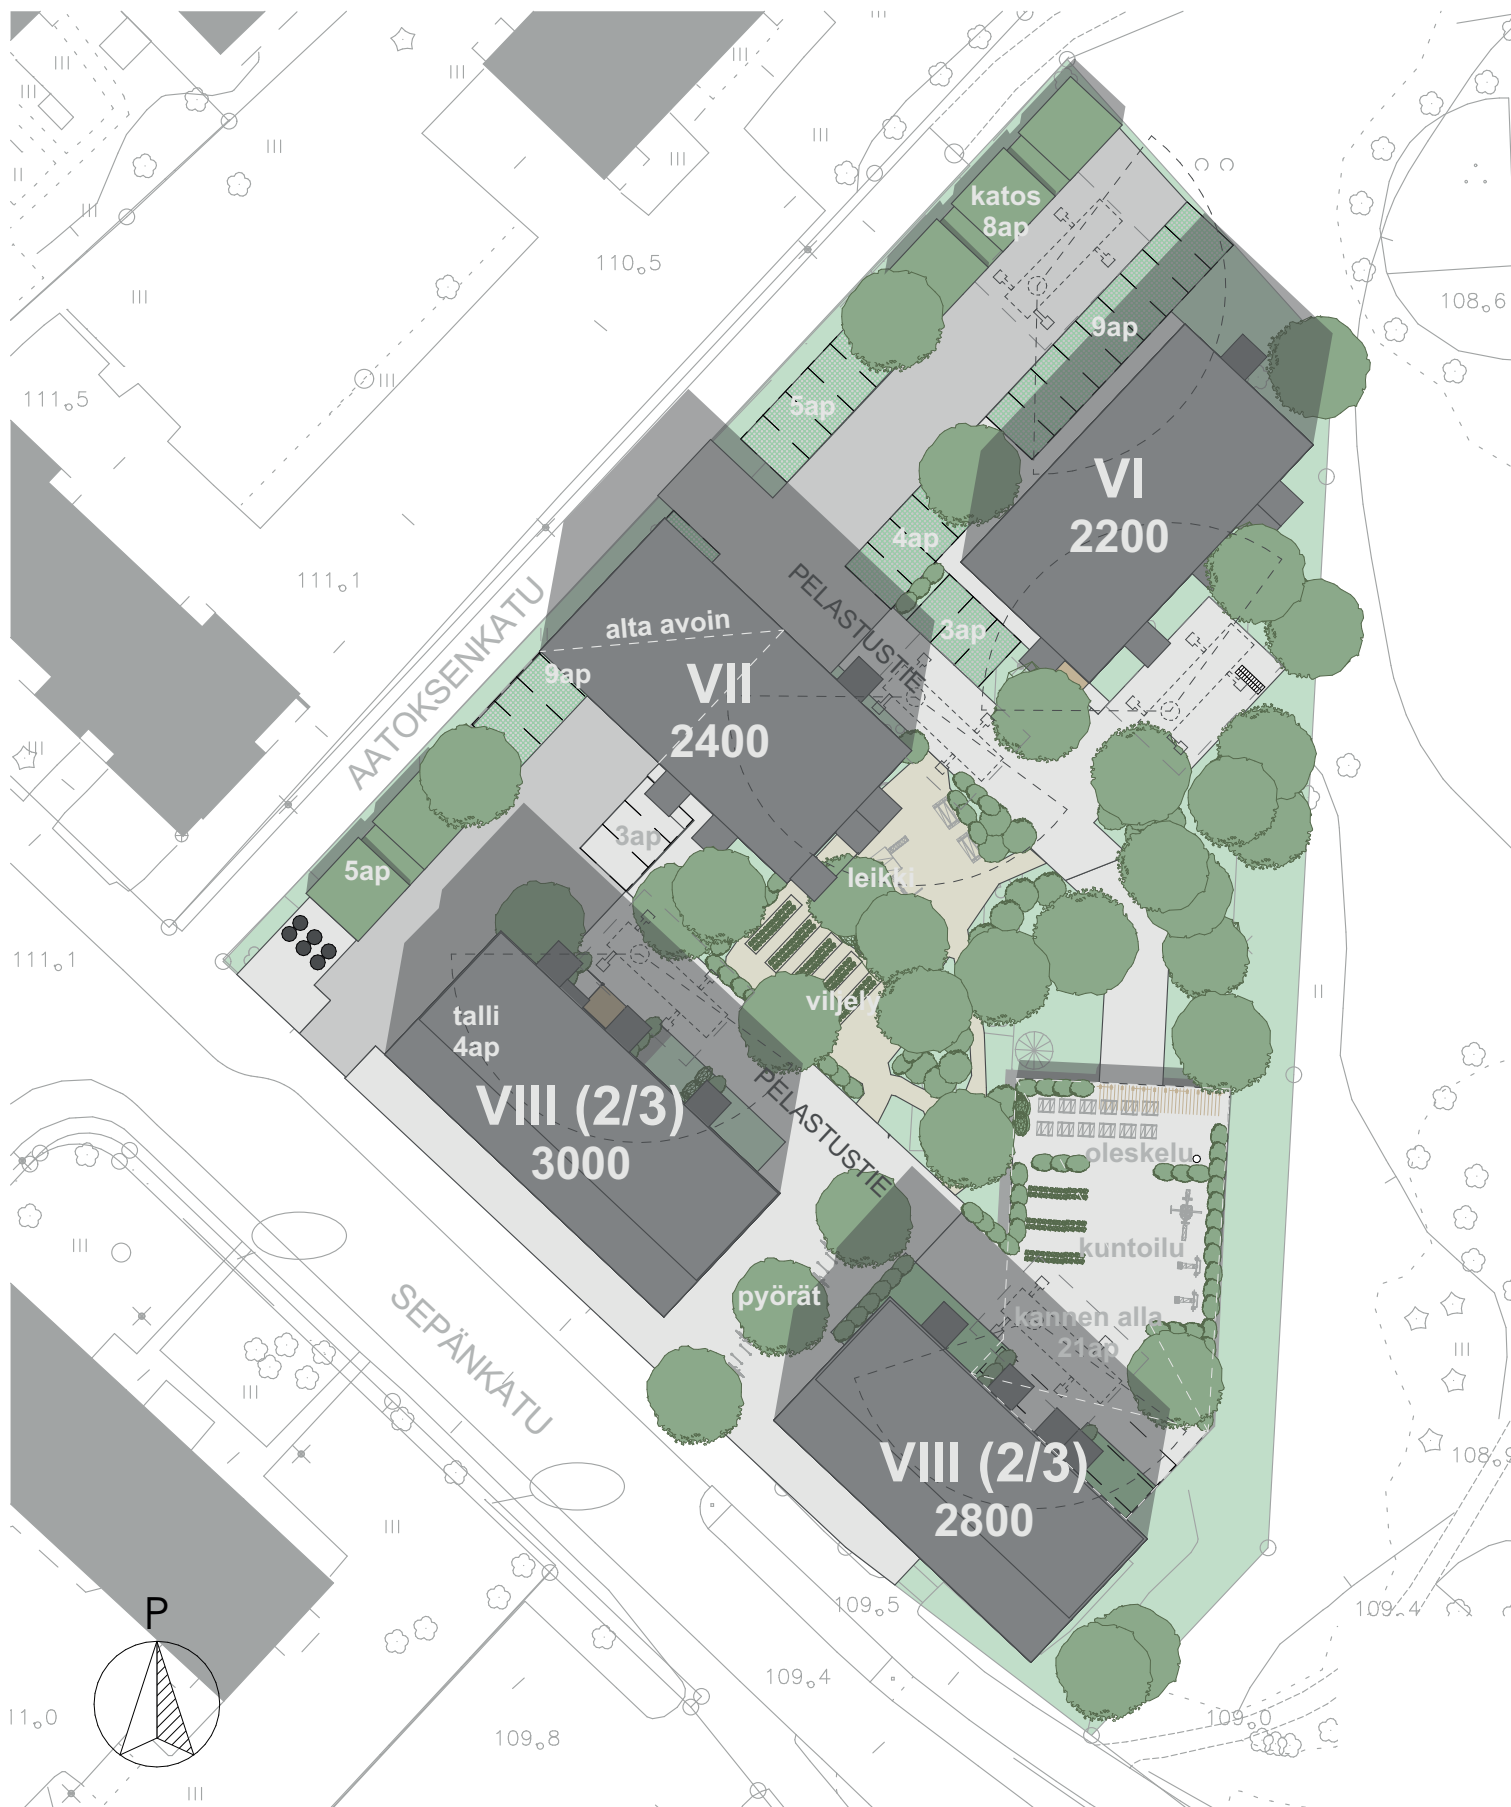 katos
8ap
110.5
108.6
9ap
111.5
5ap
VI
2200
4ap
111.1
PELASTUSTIE
alta avoin
3ap
AATOKSENKATU
9ap
VII
2400
3ap
5ap
leikki
111.1
viljely
talli
4ap
VIII (2/3)
3000
PELASTUSTIE
oleskelu
kuntoilu
pyörät
kannen alla
21ap
SEPÄNKATU
VIII (2/3)
2800
108.9
P
109.5
109.4
109.4
11.0
109.8
109.0